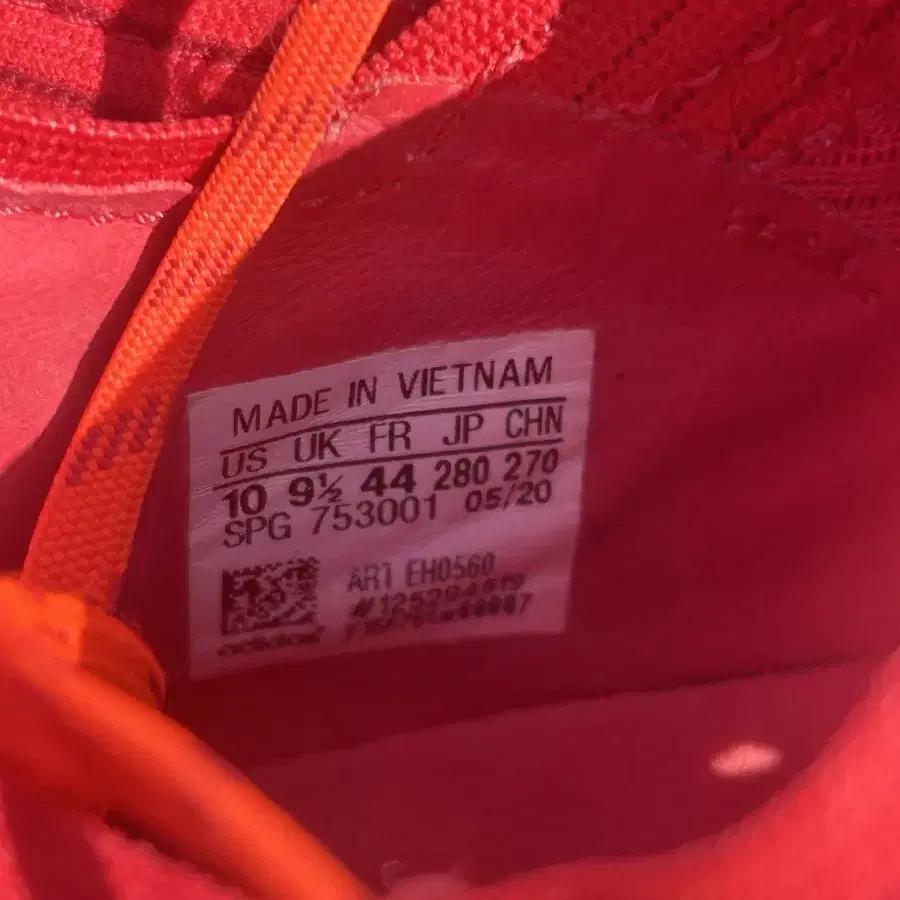 MADE IN VIETNAM
US UK FR JP CHN
10 9½ 44 280 270
SPG 753001 05/20
ART EH0560
adidas